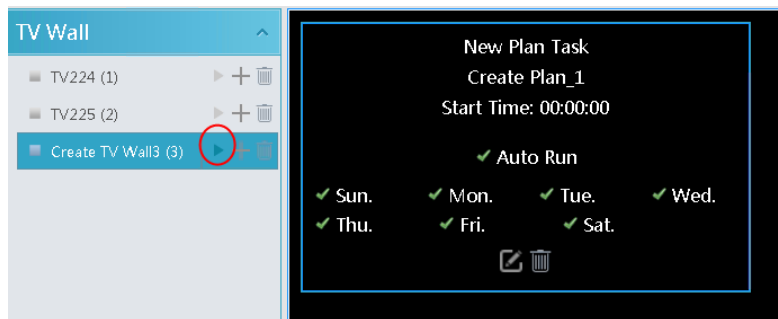 TV Wall
TV224 (1)
TV225 (2)
Create TV Wall3 (3)
New Plan Task
Create Plan_1
Start Time: 00:00:00
Auto Run
Sun. Mon. Tue. Wed.
Thu. Fri. Sat.